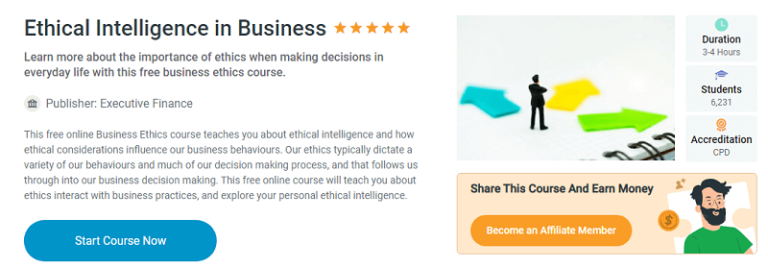 Ethical Intelligence in Business
Learn more about the importance of ethics when making decisions in
everyday life with this free business ethics course.
Publisher: Executive Finance
This free online Business Ethics course teaches you about ethical intelligence and how
ethical considerations influence our business behaviours. Our ethics typically dictate a
variety of our behaviours and much of our decision making process, and that follows us
through into our business decision making. This free online course will teach you about
ethics interact with business practices, and explore your personal ethical intelligence.
Start Course Now
Duration
3-4 Hours
Students
6,231
Accreditation
CPD
Share This Course And Earn Money
Become an Affiliate Member
$